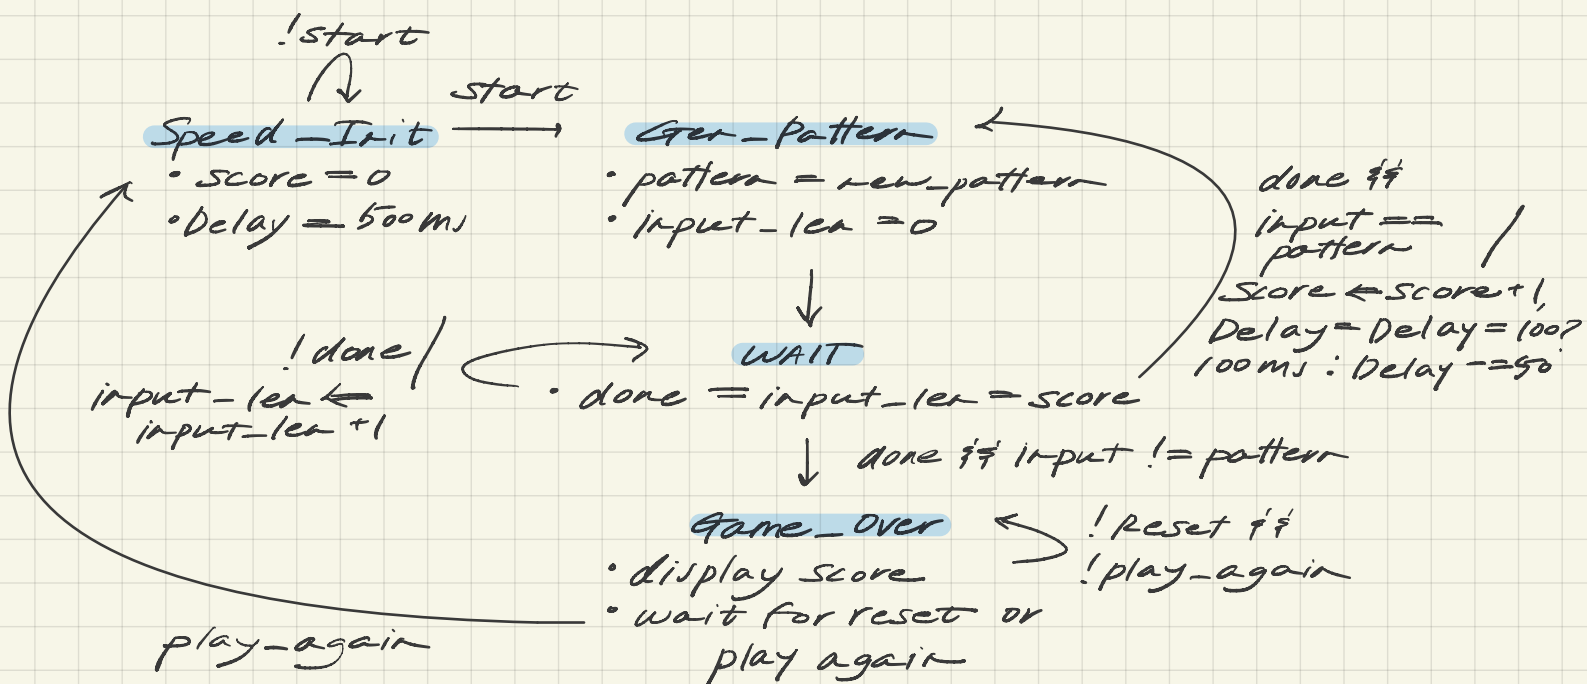 !start
start
Speed_Init
• score = 0
• Delay = 500ms
Gen_Pattern
• pattern = new_pattern
• input_len = 0
done &&
input ==
pattern /
Score ← score+1,
Delay = Delay = 100?
100ms : Delay -= 50
!done /
input_len ⇐
input_len +1
WAIT
• done = input_len = score
done && input != pattern
Game_Over
• display score
• wait for reset or
play again
!Reset &&
!play_again
play_again